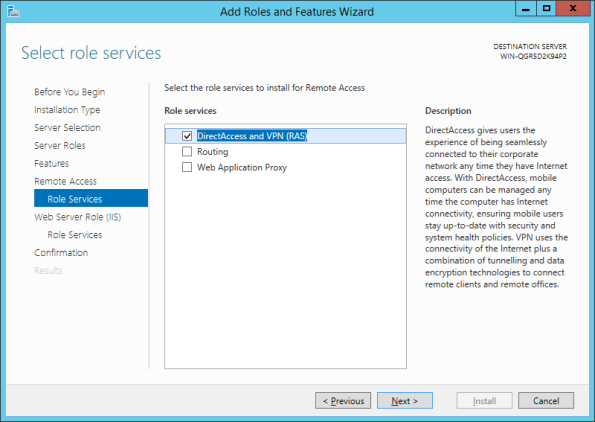 Add Roles and Features Wizard
Select role services
DESTINATION SERVER
WIN-QGRSD2K94P2
Before You Begin
Installation Type
Server Selection
Server Roles
Features
Remote Access
Role Services
Web Server Role (IIS)
Role Services
Confirmation
Results
Select the role services to install for Remote Access
Role services
DirectAccess and VPN (RAS)
Routing
Web Application Proxy
Description
DirectAccess gives users the
experience of being seamlessly
connected to their corporate
network any time they have Internet
access. With DirectAccess, mobile
computers can be managed any
time the computer has Internet
connectivity, ensuring mobile users
stay up-to-date with security and
system health policies. VPN uses the
connectivity of the Internet plus a
combination of tunnelling and data
encryption technologies to connect
remote clients and remote offices.
< Previous
Next >
Install
Cancel